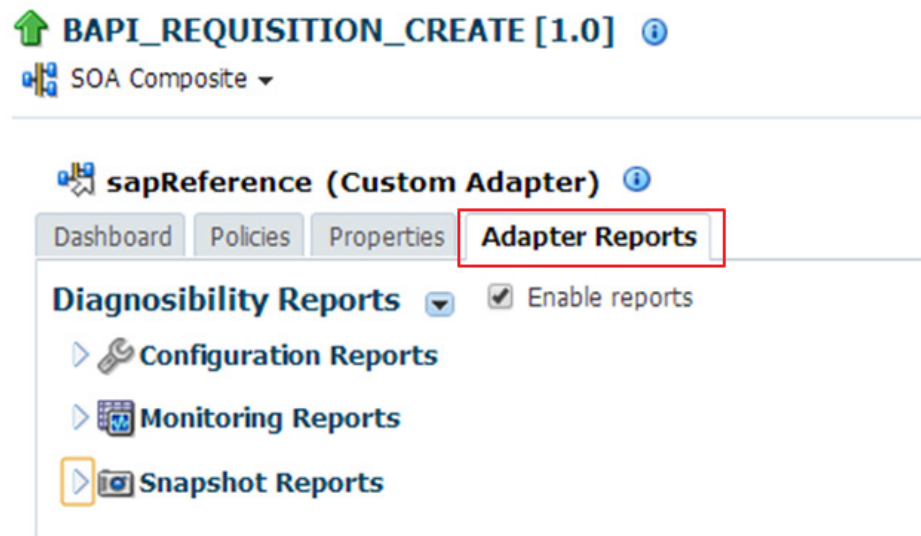 BAPI_REQUISITION_CREATE [1.0]
SOA Composite
sapReference (Custom Adapter)
Dashboard Policies Properties Adapter Reports
Diagnosibility Reports Enable reports
Configuration Reports
Monitoring Reports
Snapshot Reports